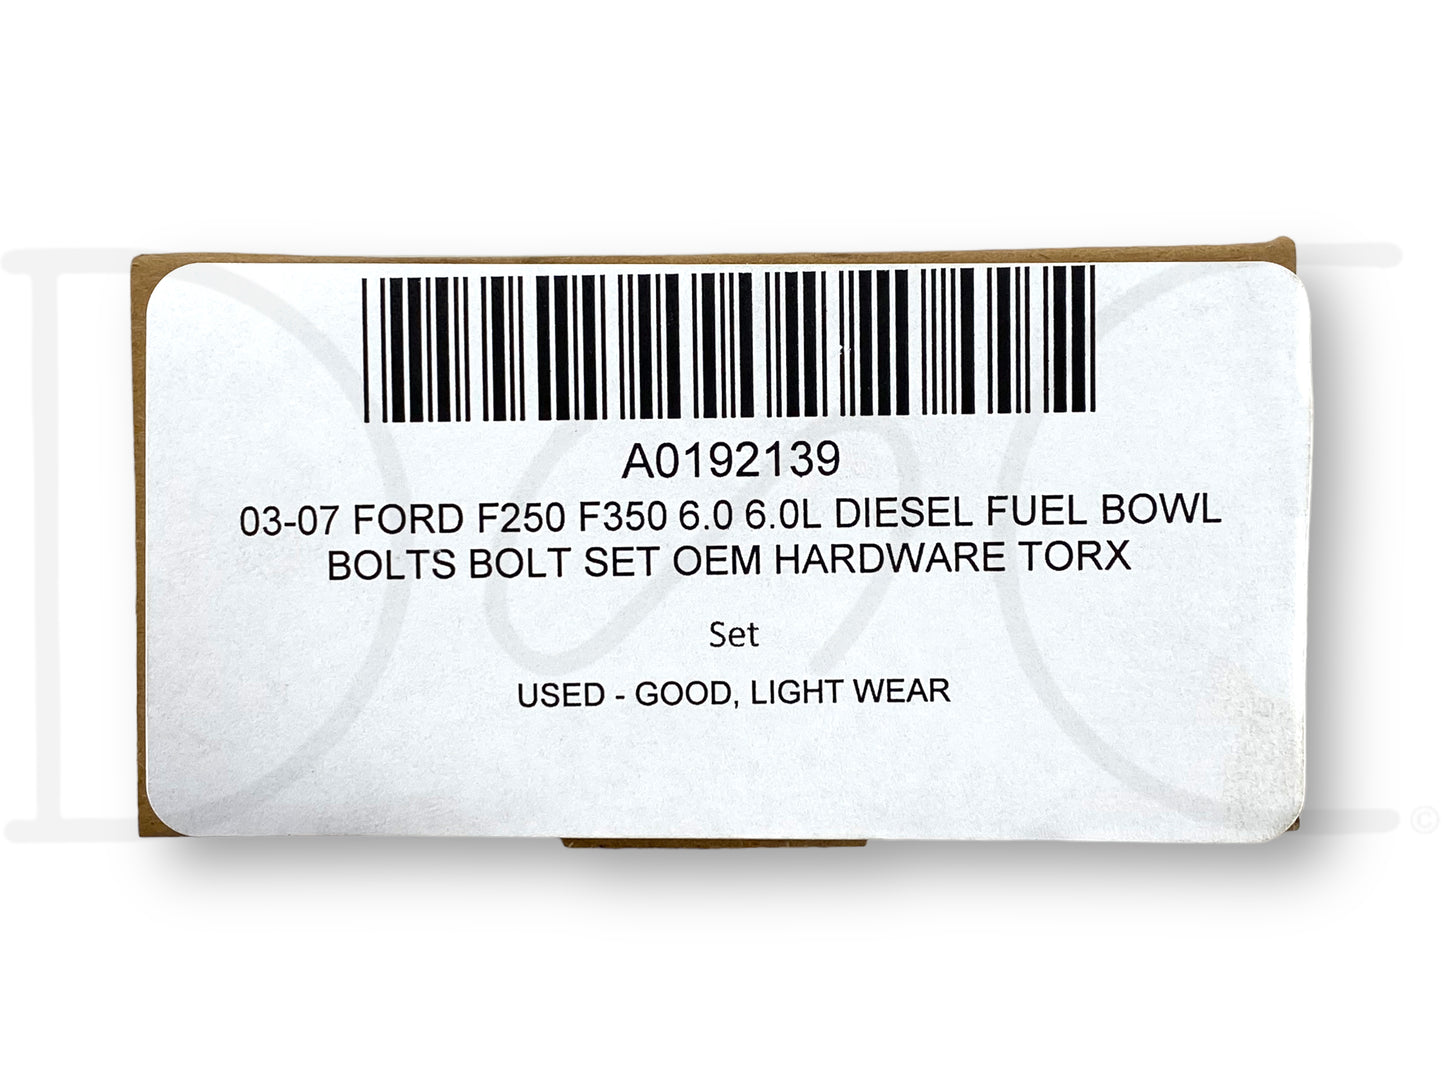 A0192139
03-07 FORD F250 F350 6.0 6.0L DIESEL FUEL BOWL
BOLTS BOLT SET OEM HARDWARE TORX
Set
USED - GOOD, LIGHT WEAR
©